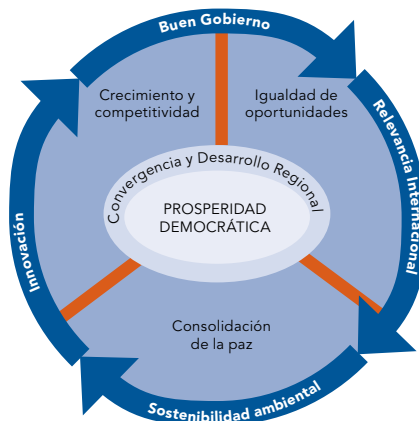 Buen Gobierno
Crecimiento y
competitividad
Igualdad de
oportunidades
Relevancia Internacional
Convergencia y Desarrollo Regional
PROSPERIDAD
DEMOCRÁTICA
Innovación
Consolidación
de la paz
Sostenibilidad ambiental